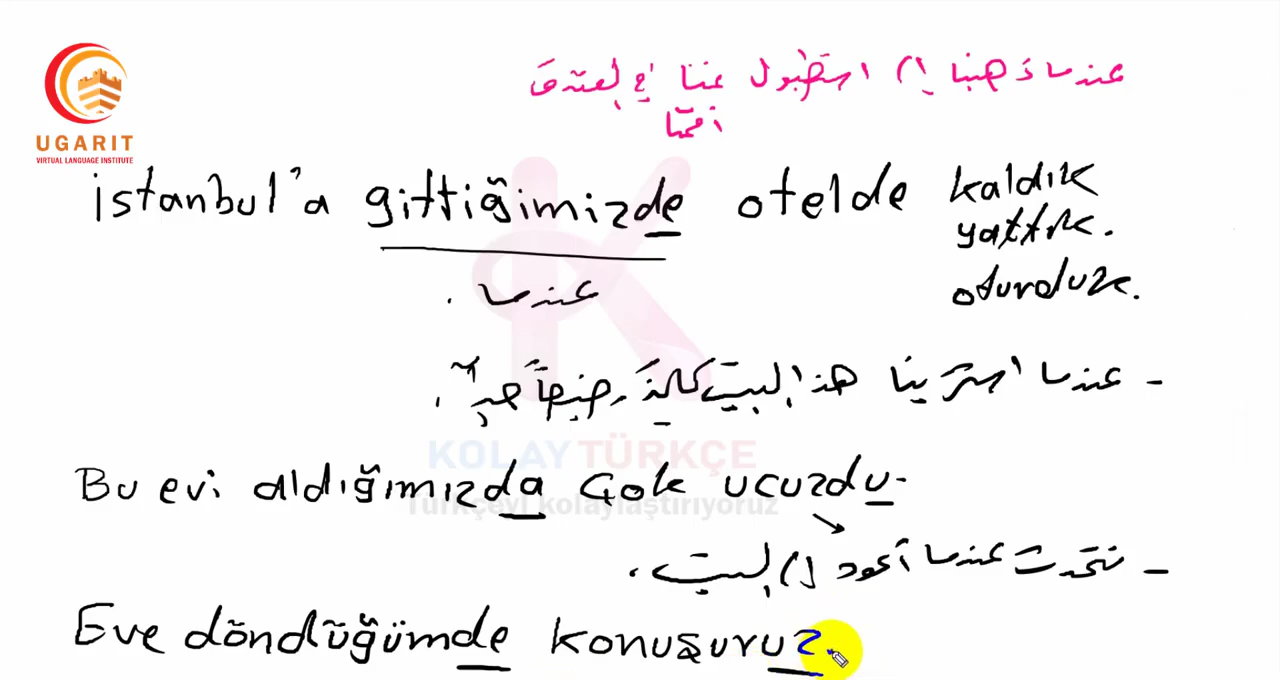 UGARIT
VIRTUAL LANGUAGE INSTITUTE
عندما ذهبنا إلى استطبول نمنا في الفندق
أقمنا
istanbul'a gittiğimizde otelde kaldık
yattık.
oturduk.
عندما .
- عندما اشترينا هذا البيت كان رخيصاً جداً .
KOLAY TÜRKÇE
Bu evi aldığımızda çok ucuzdu.
Türkçeyi kolaylaştırıyoruz
- نتحدث عندما أعود إلى البيت .
Eve döndüğümde konuşuruz.